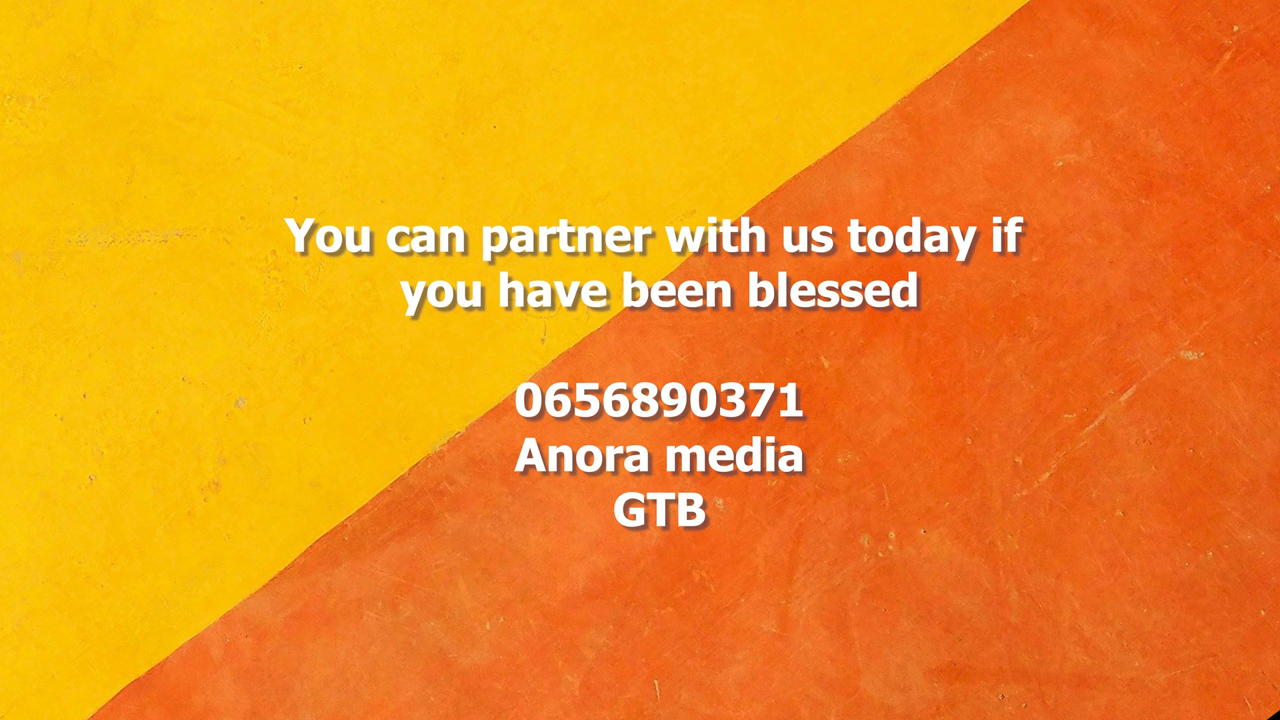 You can partner with us today if
you have been blessed
0656890371
Anora media
GTB